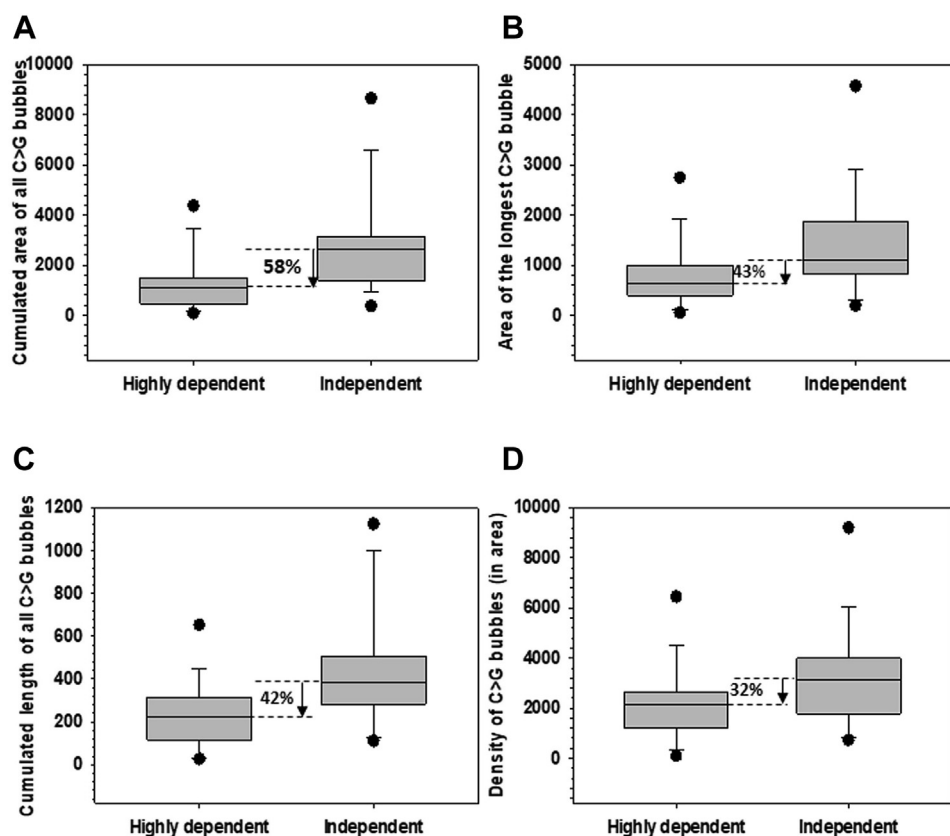 A
Cumulated area of all C>G bubbles
10000
8000
6000
4000
2000
0
58%
Highly dependent
Independent
B
Area of the longest C>G bubble
5000
4000
3000
2000
1000
0
43%
Highly dependent
Independent
C
Cumulated length of all C>G bubbles
1200
1000
800
600
400
200
0
42%
Highly dependent
Independent
D
Density of C>G bubbles (in area)
10000
8000
6000
4000
2000
0
32%
Highly dependent
Independent